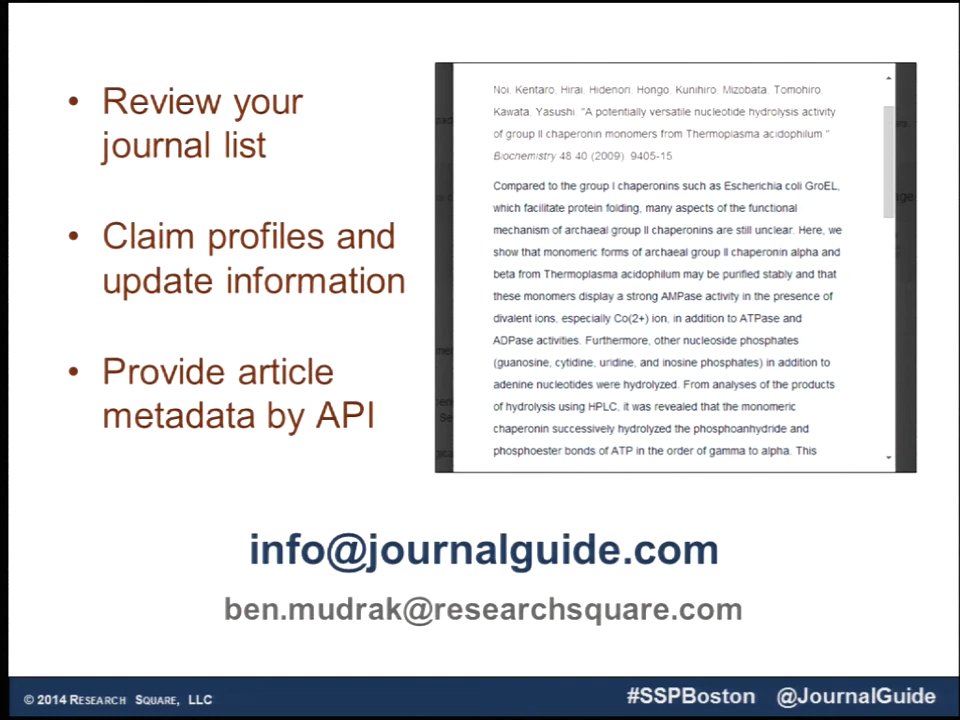 • Review your
journal list
• Claim profiles and
update information
• Provide article
metadata by API
Noi, Kentaro, Hirai, Hidenori, Hongo, Kunihiro, Mizobata, Tomohiro,
Kawata, Yasushi. "A potentially versatile nucleotide hydrolysis activity
of group II chaperonin monomers from Thermoplasma acidophilum."
Biochemistry 48.40 (2009): 9405-15
Compared to the group I chaperonins such as Escherichia coli GroEL,
which facilitate protein folding, many aspects of the functional
mechanism of archaeal group II chaperonins are still unclear. Here, we
show that monomeric forms of archaeal group II chaperonin alpha and
beta from Thermoplasma acidophilum may be purified stably and that
these monomers display a strong AMPase activity in the presence of
divalent ions, especially Co(2+) ion, in addition to ATPase and
ADPase activities. Furthermore, other nucleoside phosphates
(guanosine, cytidine, uridine, and inosine phosphates) in addition to
adenine nucleotides were hydrolyzed. From analyses of the products
of hydrolysis using HPLC, it was revealed that the monomeric
chaperonin successively hydrolyzed the phosphoanhydride and
phosphoester bonds of ATP in the order of gamma to alpha. This
info@journalguide.com
ben.mudrak@researchsquare.com
© 2014 RESEARCH SQUARE, LLC
#SSPBoston @JournalGuide